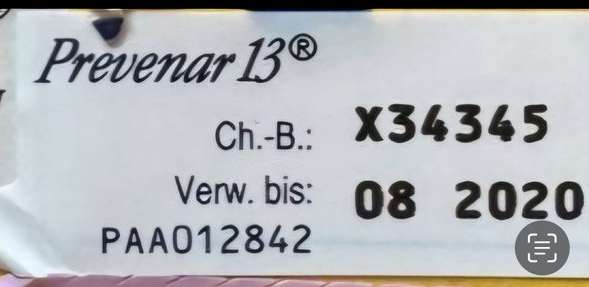 Prevenar 13®
Ch.-B.: X34345
Verw. bis: 08 2020
PAA012842